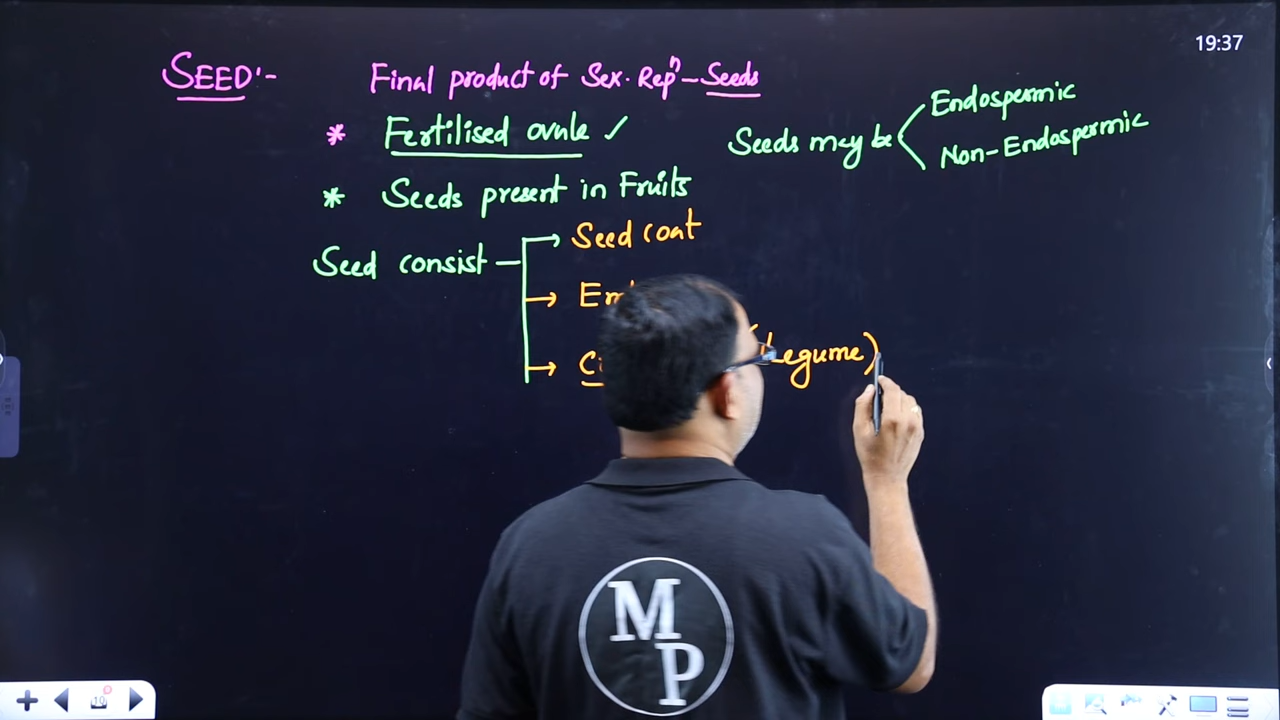 19:37
SEED:- Final product of Sex. Repⁿ - Seeds
* Fertilised ovule ✓
Seeds may be
Endospermic
Non-Endospermic
* Seeds present in Fruits
Seed consist
→ Seed coat
→
→ (Legume)
M
P
19